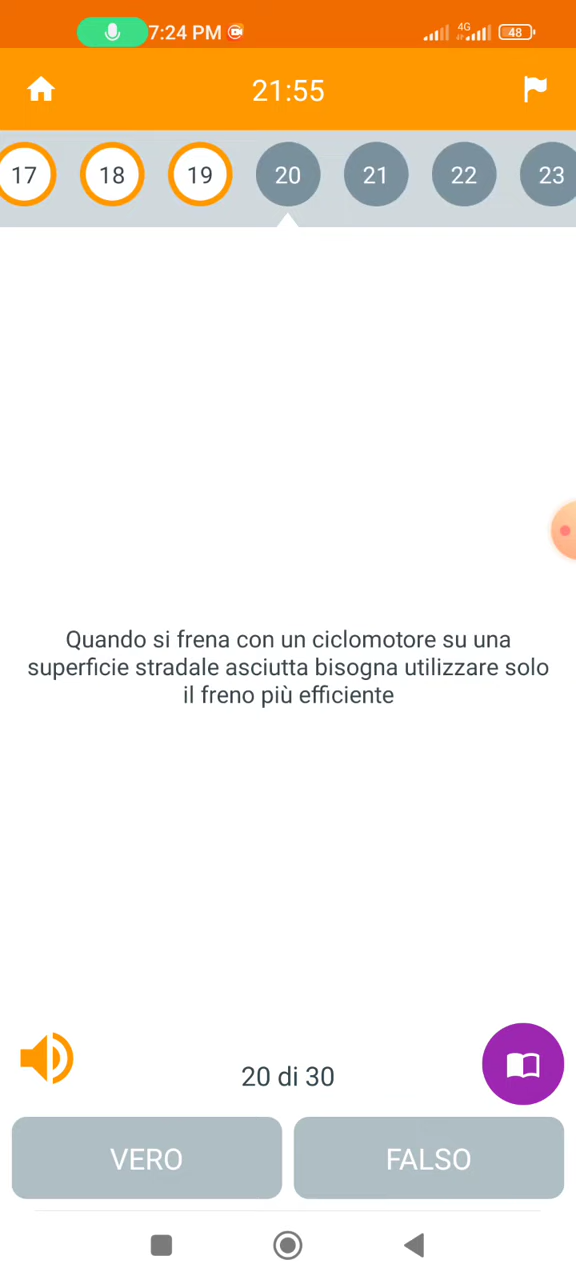 7:24 PM
4G
48
21:55
17 18 19 20 21 22 23
Quando si frena con un ciclomotore su una
superficie stradale asciutta bisogna utilizzare solo
il freno più efficiente
20 di 30
VERO FALSO